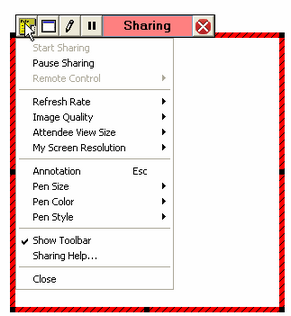 Sharing
Start Sharing
Pause Sharing
Remote Control
Refresh Rate
Image Quality
Attendee View Size
My Screen Resolution
Annotation Esc
Pen Size
Pen Color
Pen Style
Show Toolbar
Sharing Help...
Close